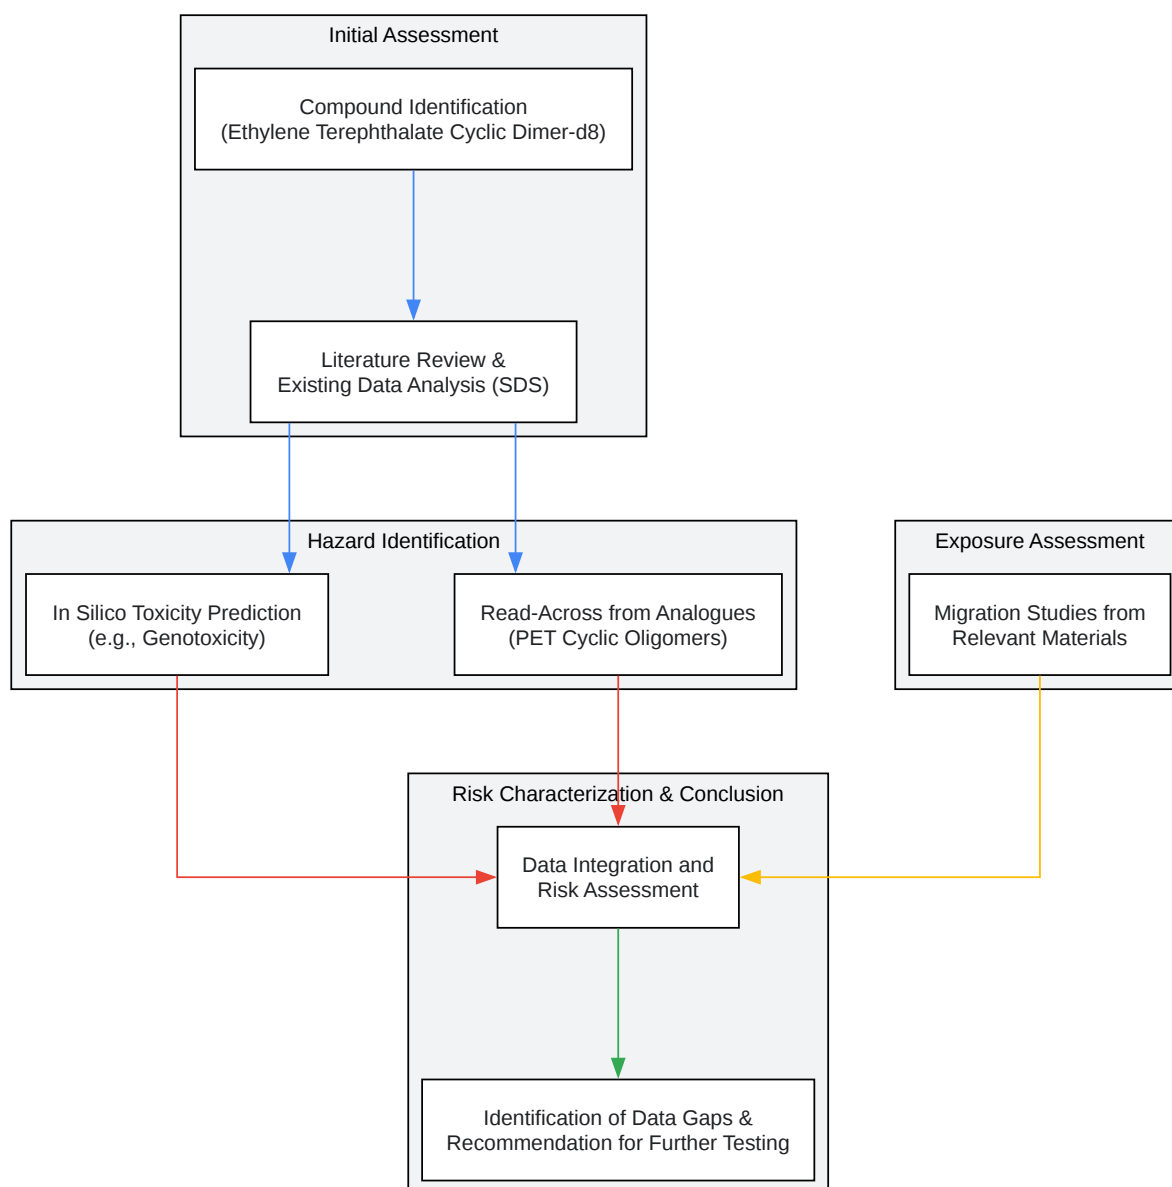 Initial Assessment
Compound Identification
(Ethylene Terephthalate Cyclic Dimer-d8)
Literature Review &
Existing Data Analysis (SDS)
Hazard Identification
Exposure Assessment
In Silico Toxicity Prediction
(e.g., Genotoxicity)
Read-Across from Analogues
(PET Cyclic Oligomers)
Migration Studies from
Relevant Materials
Risk Characterization & Conclusion
Data Integration and
Risk Assessment
Identification of Data Gaps &
Recommendation for Further Testing